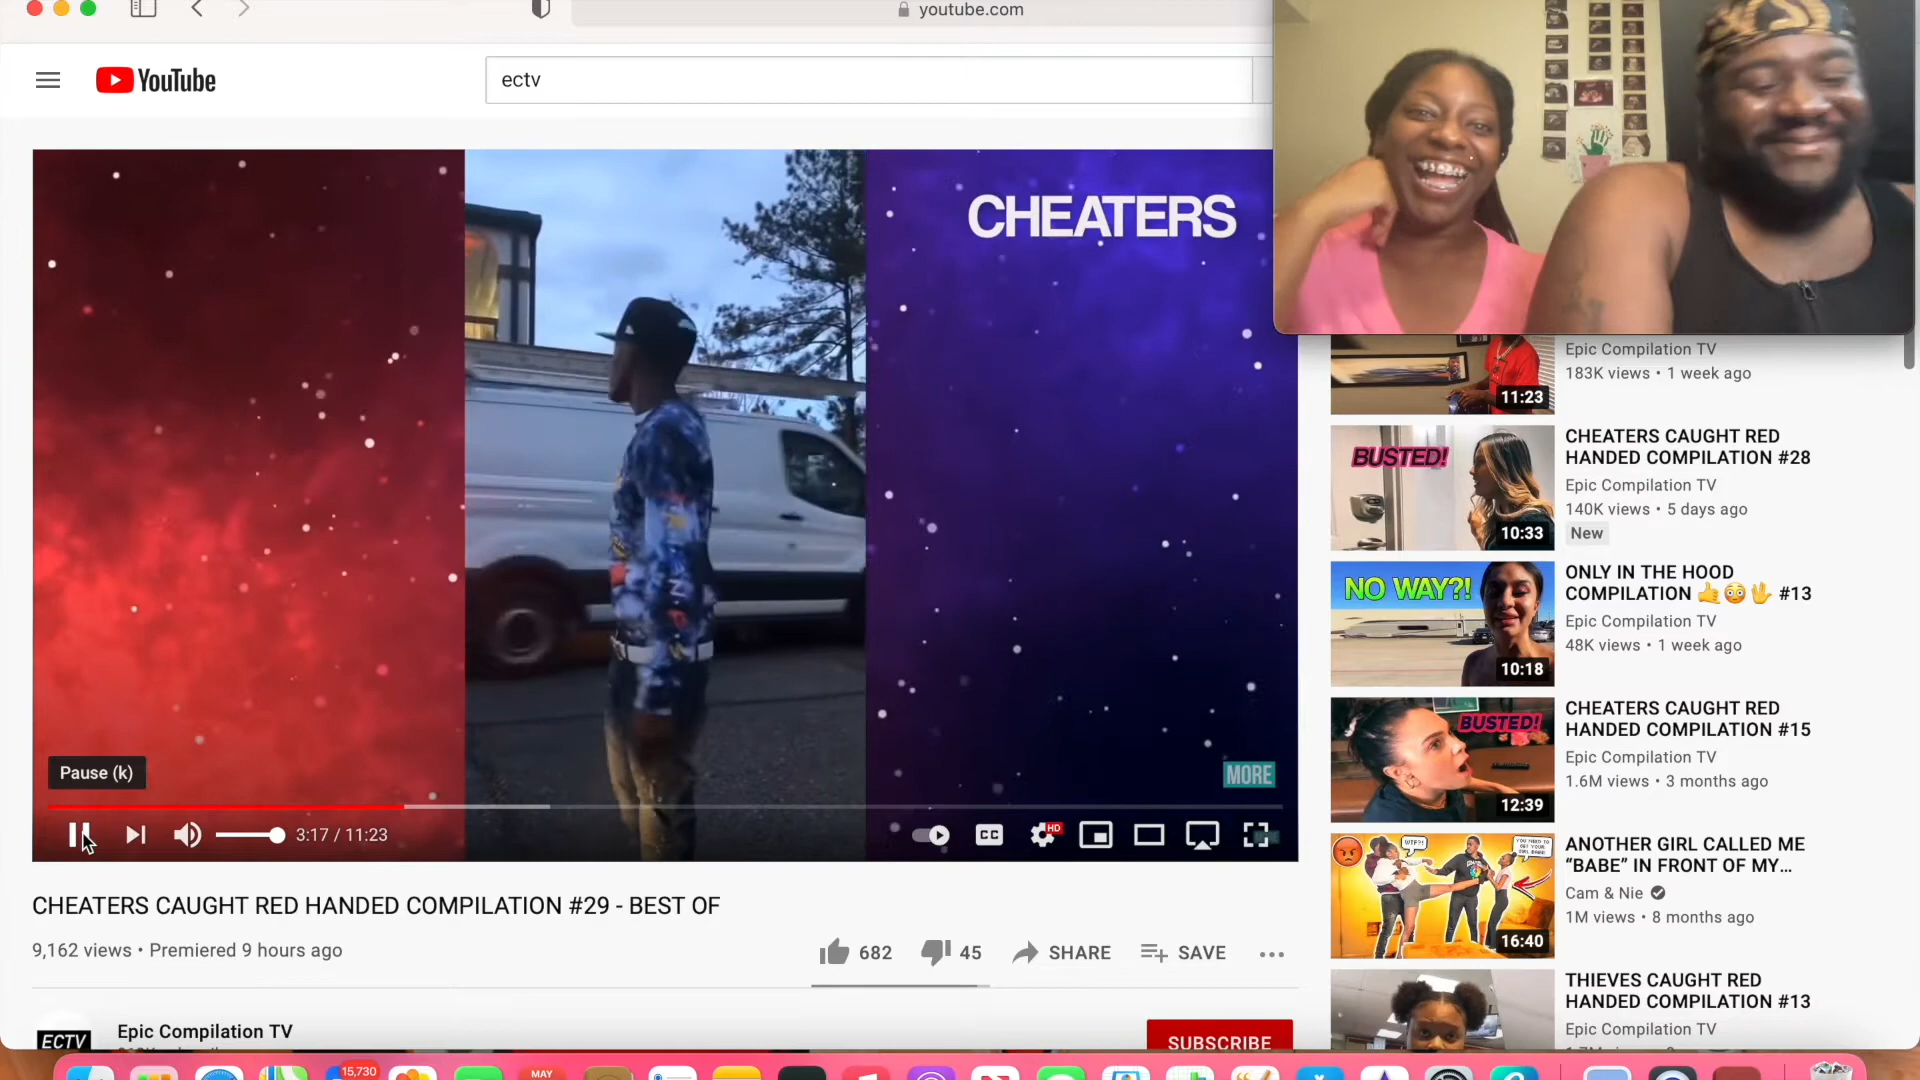 youtube.com
YouTube
ectv
CHEATERS
MORE
Pause (k)
3:17 / 11:23
CC
HD
CHEATERS CAUGHT RED HANDED COMPILATION #29 - BEST OF
9,162 views • Premiered 9 hours ago
682
45
SHARE
SAVE
ECTV
Epic Compilation TV
SUBSCRIBE
Epic Compilation TV
183K views • 1 week ago
11:23
BUSTED!
10:33
CHEATERS CAUGHT RED
HANDED COMPILATION #28
Epic Compilation TV
140K views • 5 days ago
New
NO WAY?!
10:18
ONLY IN THE HOOD
COMPILATION 🤙😳🖖 #13
Epic Compilation TV
48K views • 1 week ago
BUSTED!
12:39
CHEATERS CAUGHT RED
HANDED COMPILATION #15
Epic Compilation TV
1.6M views • 3 months ago
WTF?!
16:40
ANOTHER GIRL CALLED ME
“BABE” IN FRONT OF MY...
Cam & Nie
1M views • 8 months ago
THIEVES CAUGHT RED
HANDED COMPILATION #13
Epic Compilation TV
15,730
MAY